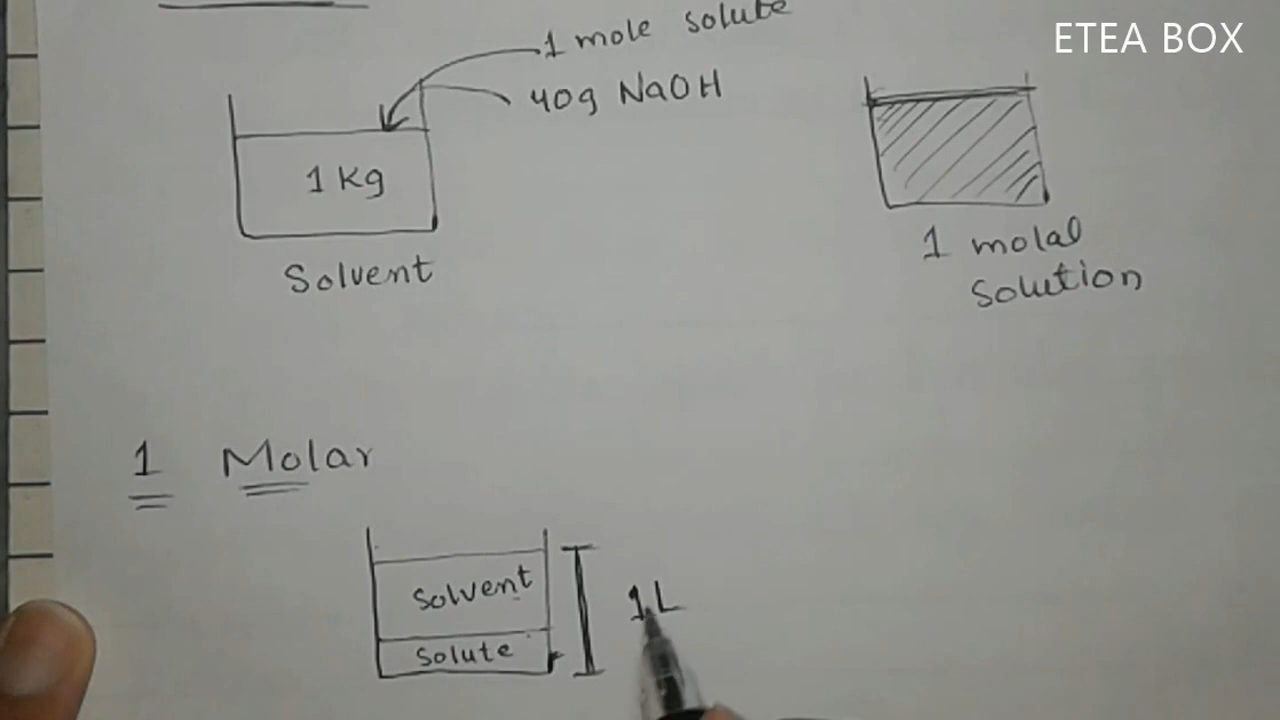 ETEA BOX
1 mole solute
40g NaOH
1 Kg
Solvent
1 molal
solution
1 Molar
Solvent
Solute
1L